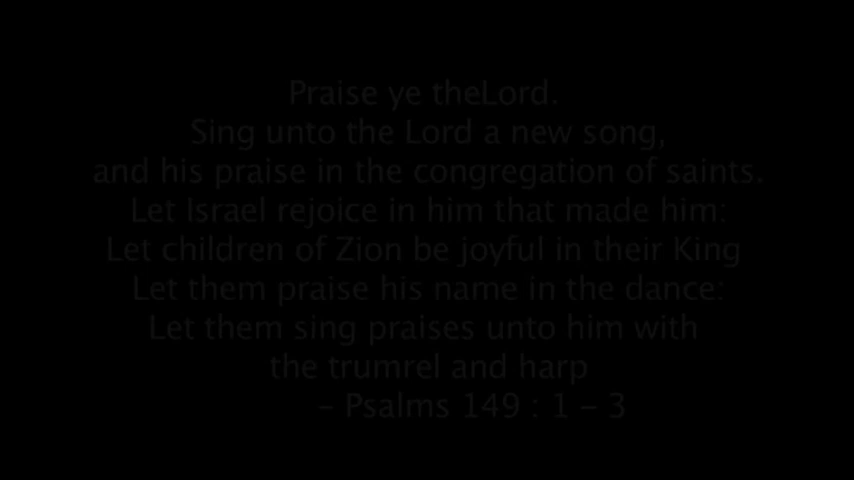 Praise ye theLord.
Sing unto the Lord a new song,
and his praise in the congregation of saints.
Let Israel rejoice in him that made him:
Let children of Zion be joyful in their King
Let them praise his name in the dance:
Let them sing praises unto him with
the trumrel and harp
– Psalms 149 : 1 – 3